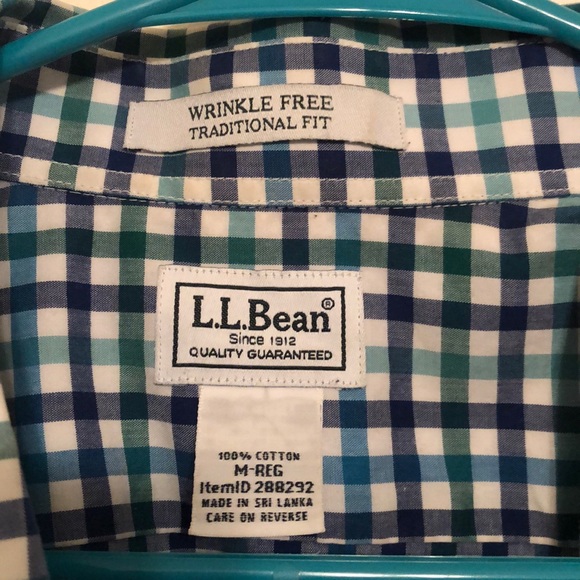 WRINKLE FREE
TRADITIONAL FIT
L.L.Bean®
Since 1912
QUALITY GUARANTEED
100% COTTON
M-REG
ItemID 288292
MADE IN SRI LANKA
CARE ON REVERSE